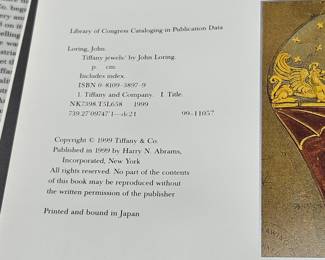 Library of Congress Cataloging in Publication Data
Loring, John.
Tiffany jewels/ by John Loring.
p. cm.
Includes index.
ISBN 0-8109-3897-9
1. Tiffany and Company. I. Title.
NK7398.T5L658 1999
739.27'09747'1—dc21 99-11057
Copyright © 1999 Tiffany & Co.
Published in 1999 by Harry N. Abrams,
Incorporated, New York
All rights reserved. No part of the contents
of this book may be reproduced without
the written permission of the publisher
Printed and bound in Japan